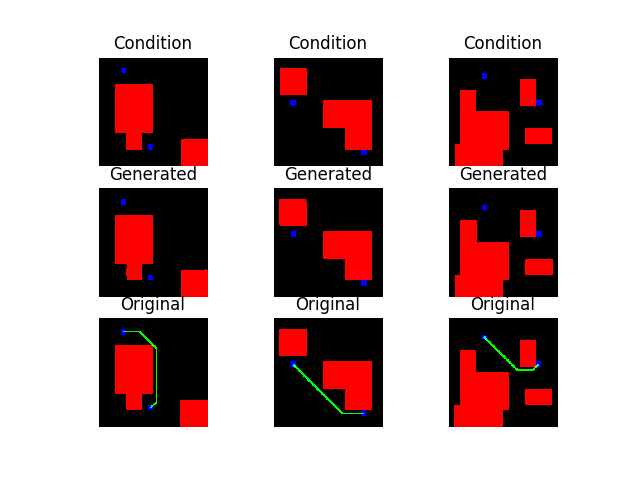 Condition Condition Condition
Generated Generated Generated
Original Original Original